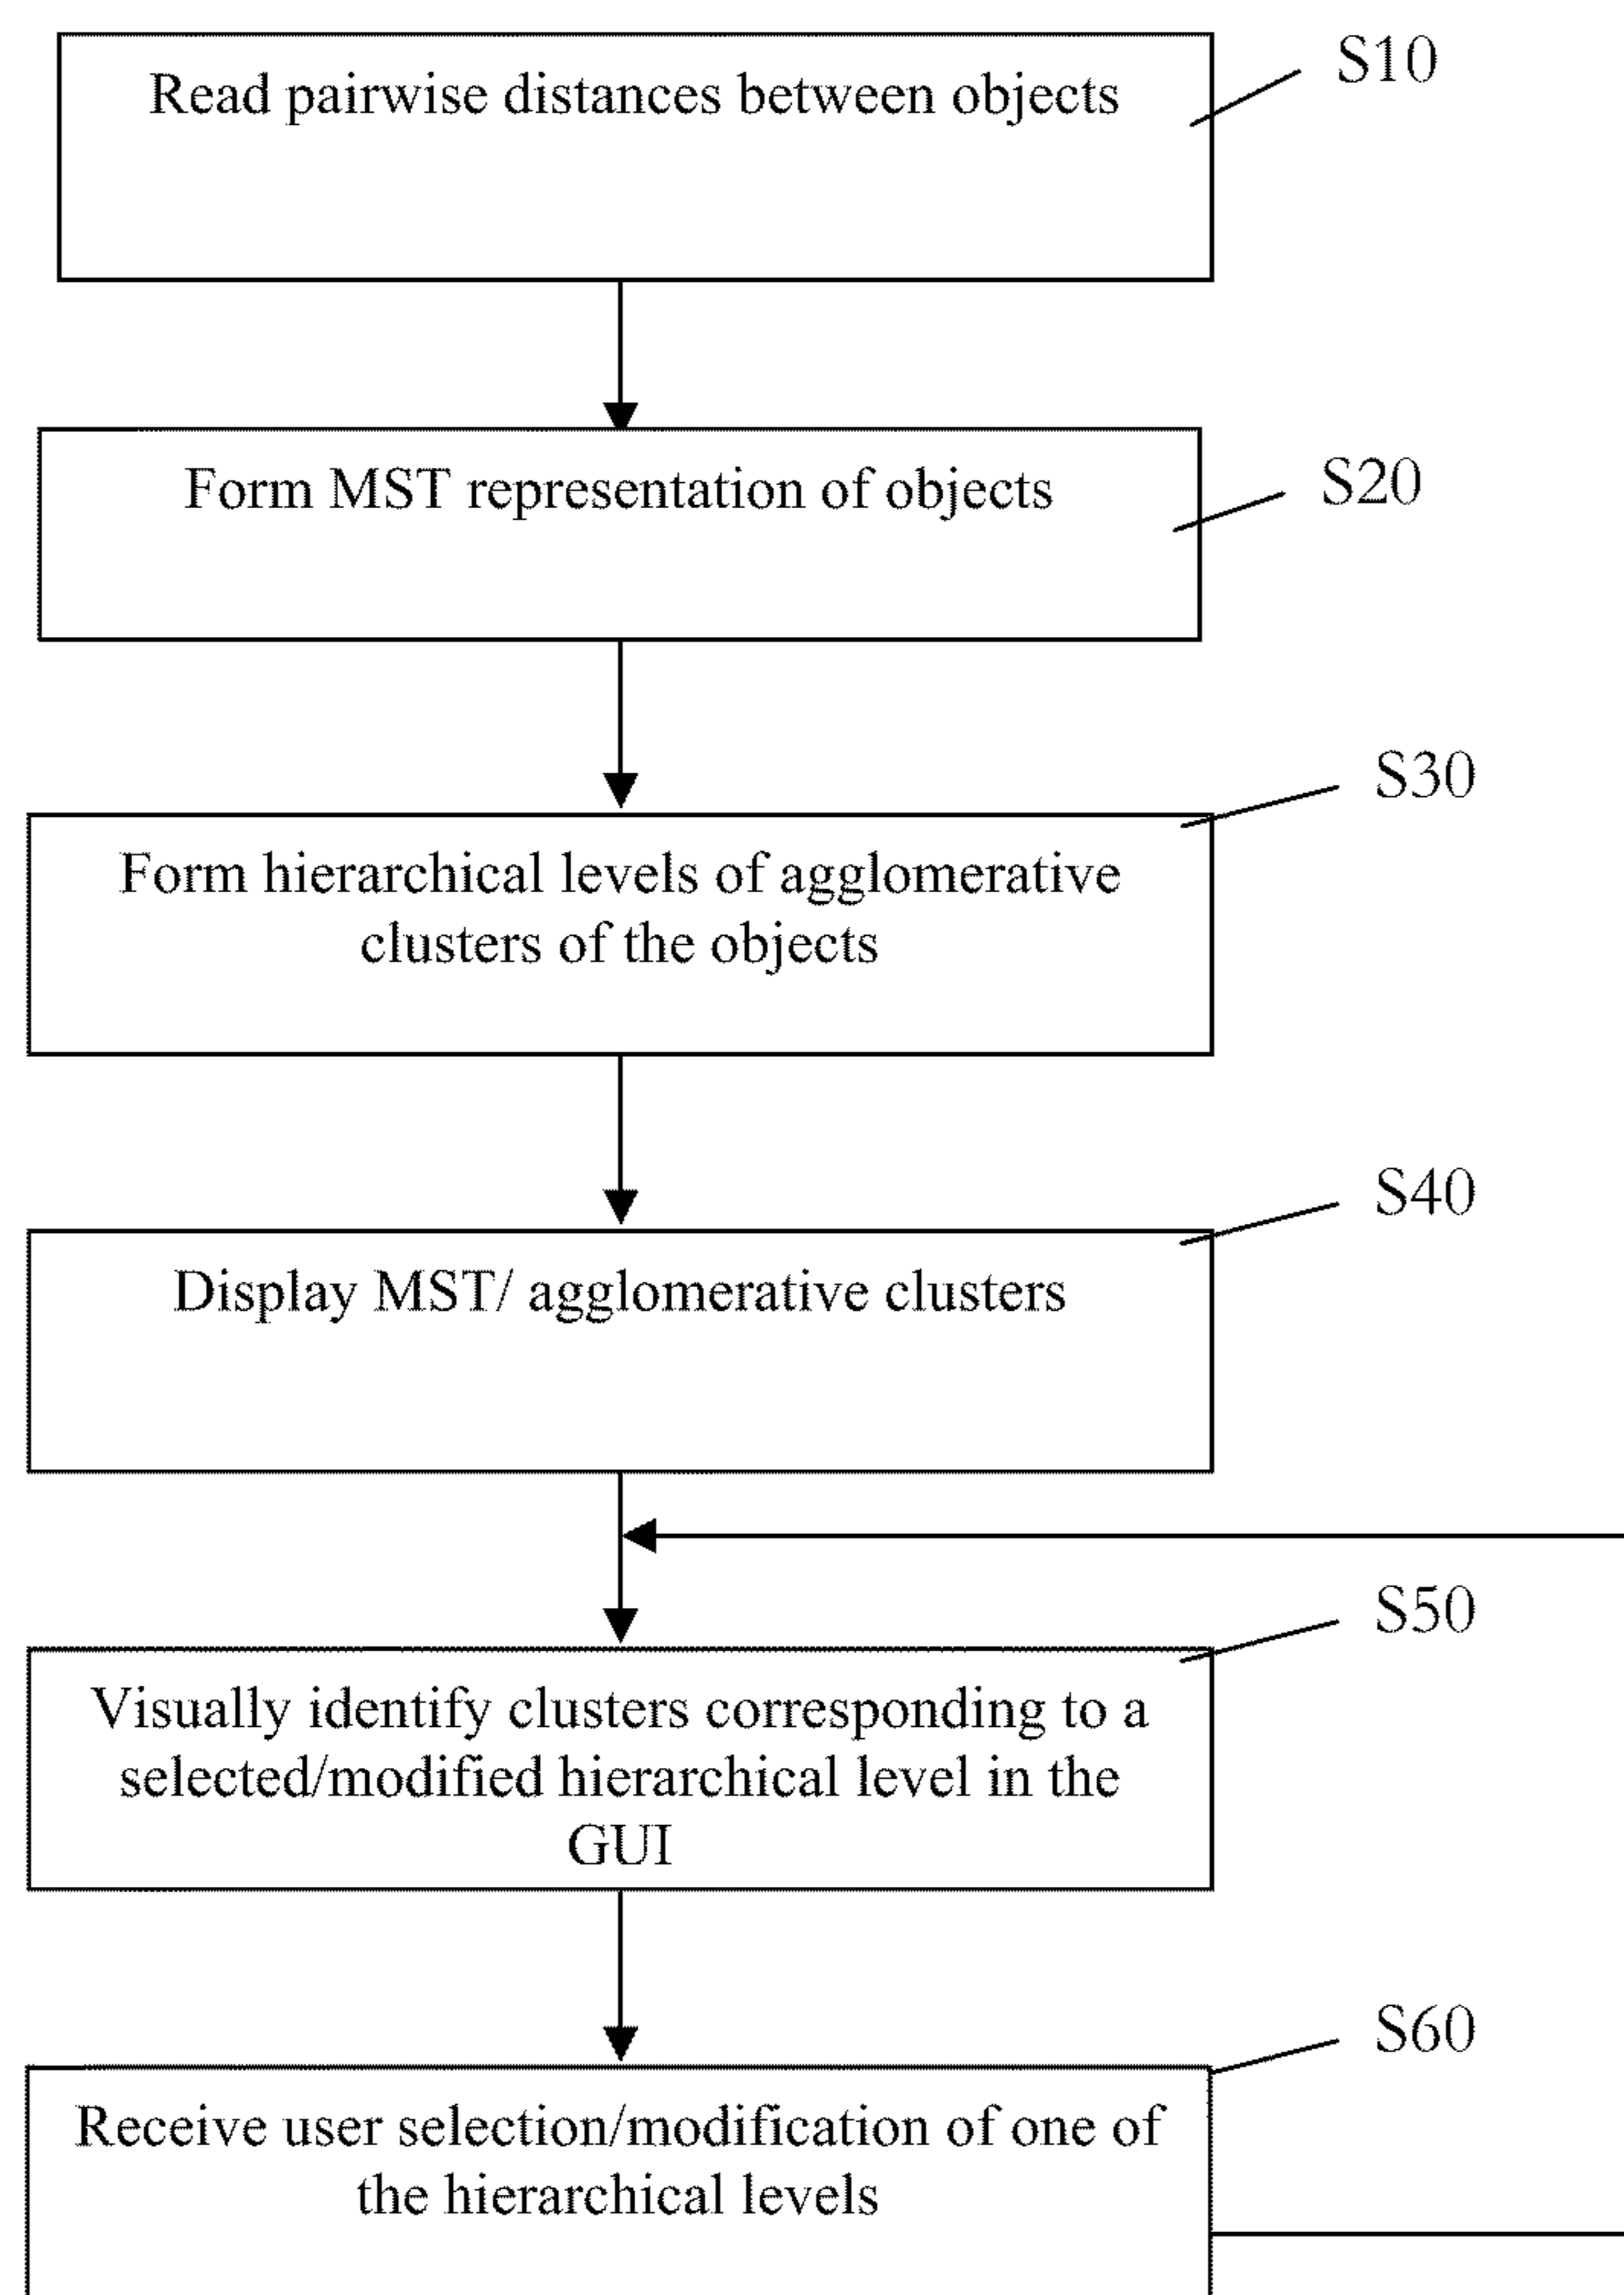 Read pairwise distances between objects
S10
Form MST representation of objects
S20
S30
Form hierarchical levels of agglomerative
clusters of the objects
S40
Display MST/ agglomerative clusters
S50
Visually identify clusters corresponding to a
selected/modified hierarchical level in the
GUI
S60
Receive user selection/modification of one of
the hierarchical levels